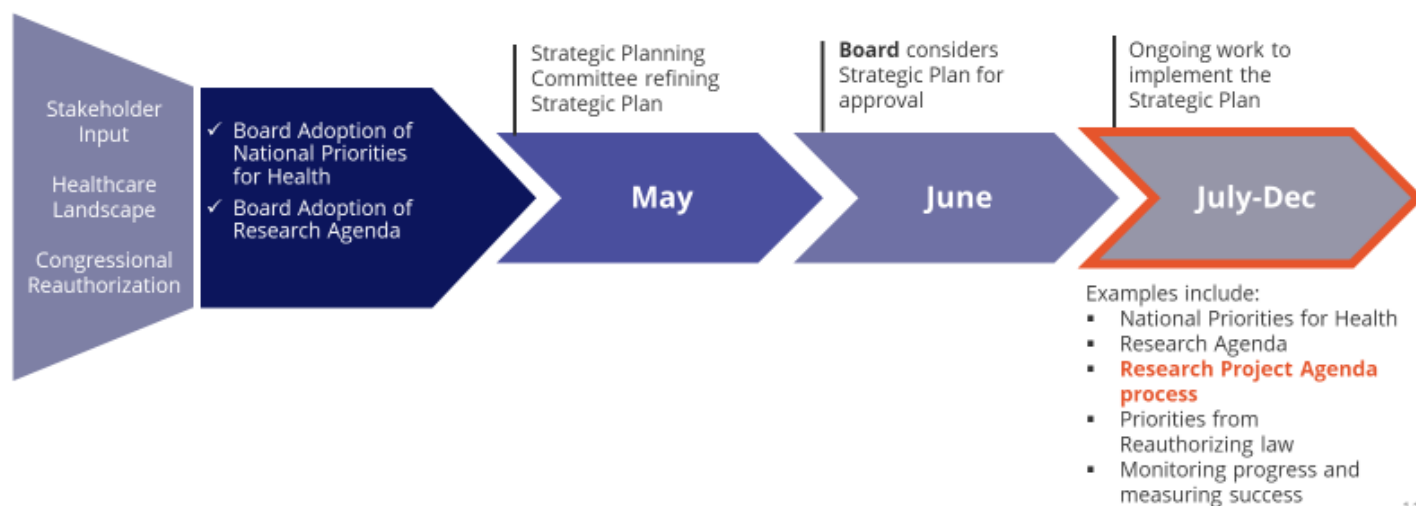 Stakeholder
Input
Healthcare
Landscape
Congressional
Reauthorization
✓ Board Adoption of
National Priorities
for Health
✓ Board Adoption of
Research Agenda
Strategic Planning
Committee refining
Strategic Plan
May
Board considers
Strategic Plan for
approval
June
Ongoing work to
implement the
Strategic Plan
July-Dec
Examples include:
▪ National Priorities for Health
▪ Research Agenda
▪ Research Project Agenda
process
▪ Priorities from
Reauthorizing law
▪ Monitoring progress and
measuring success